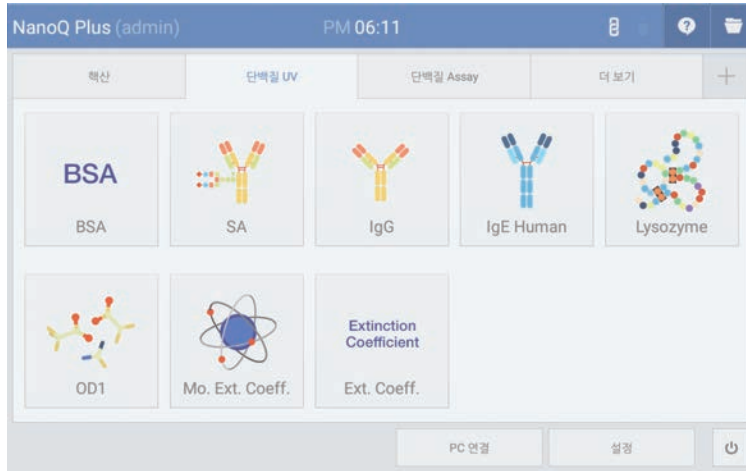 NanoQ Plus (admin) PM 06:11
핵산 단백질 UV 단백질 Assay 더 보기
BSA
BSA SA IgG IgE Human Lysozyme
Extinction
Coefficient
OD1 Mo. Ext. Coeff. Ext. Coeff.
PC 연결 설정